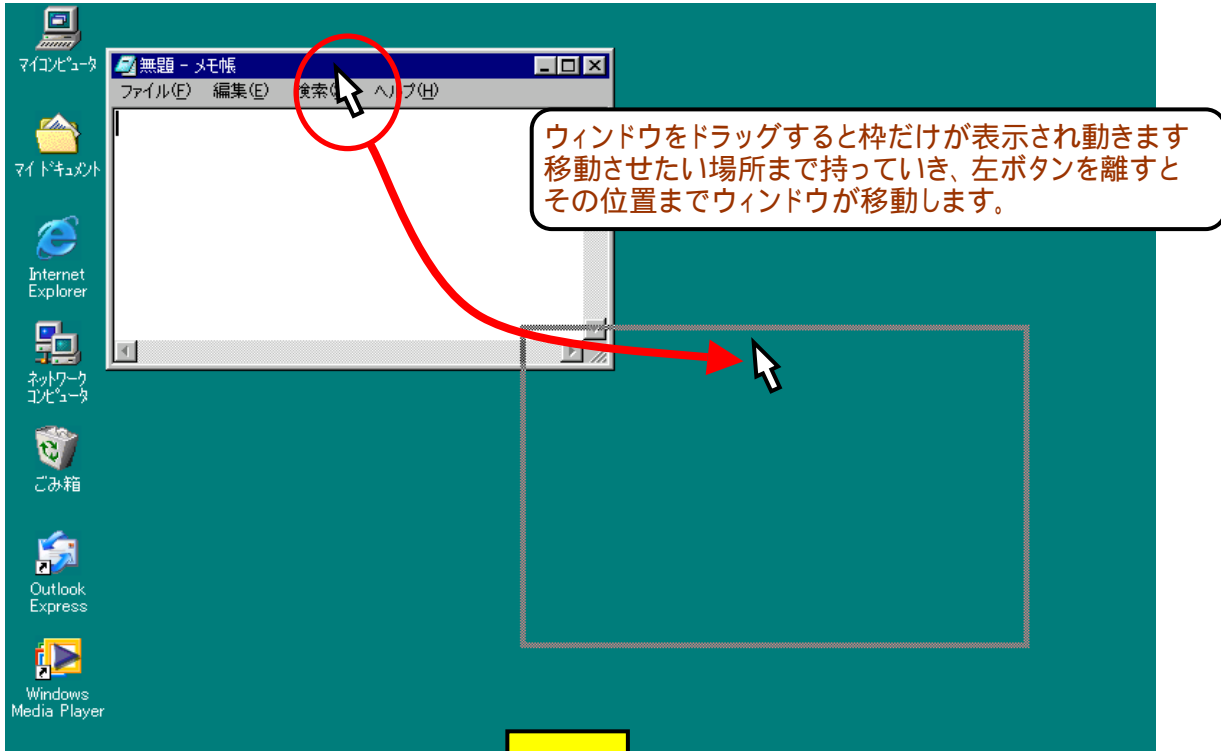 マイコンピュータ
無題 - メモ帳
ファイル(F) 編集(E) 検索( ヘルプ(H)
ウィンドウをドラッグすると枠だけが表示され動きます
移動させたい場所まで持っていき、左ボタンを離すと
その位置までウィンドウが移動します。
マイ ドキュメント
Internet
Explorer
ネットワーク
コンピュータ
ごみ箱
Outlook
Express
Windows
Media Player